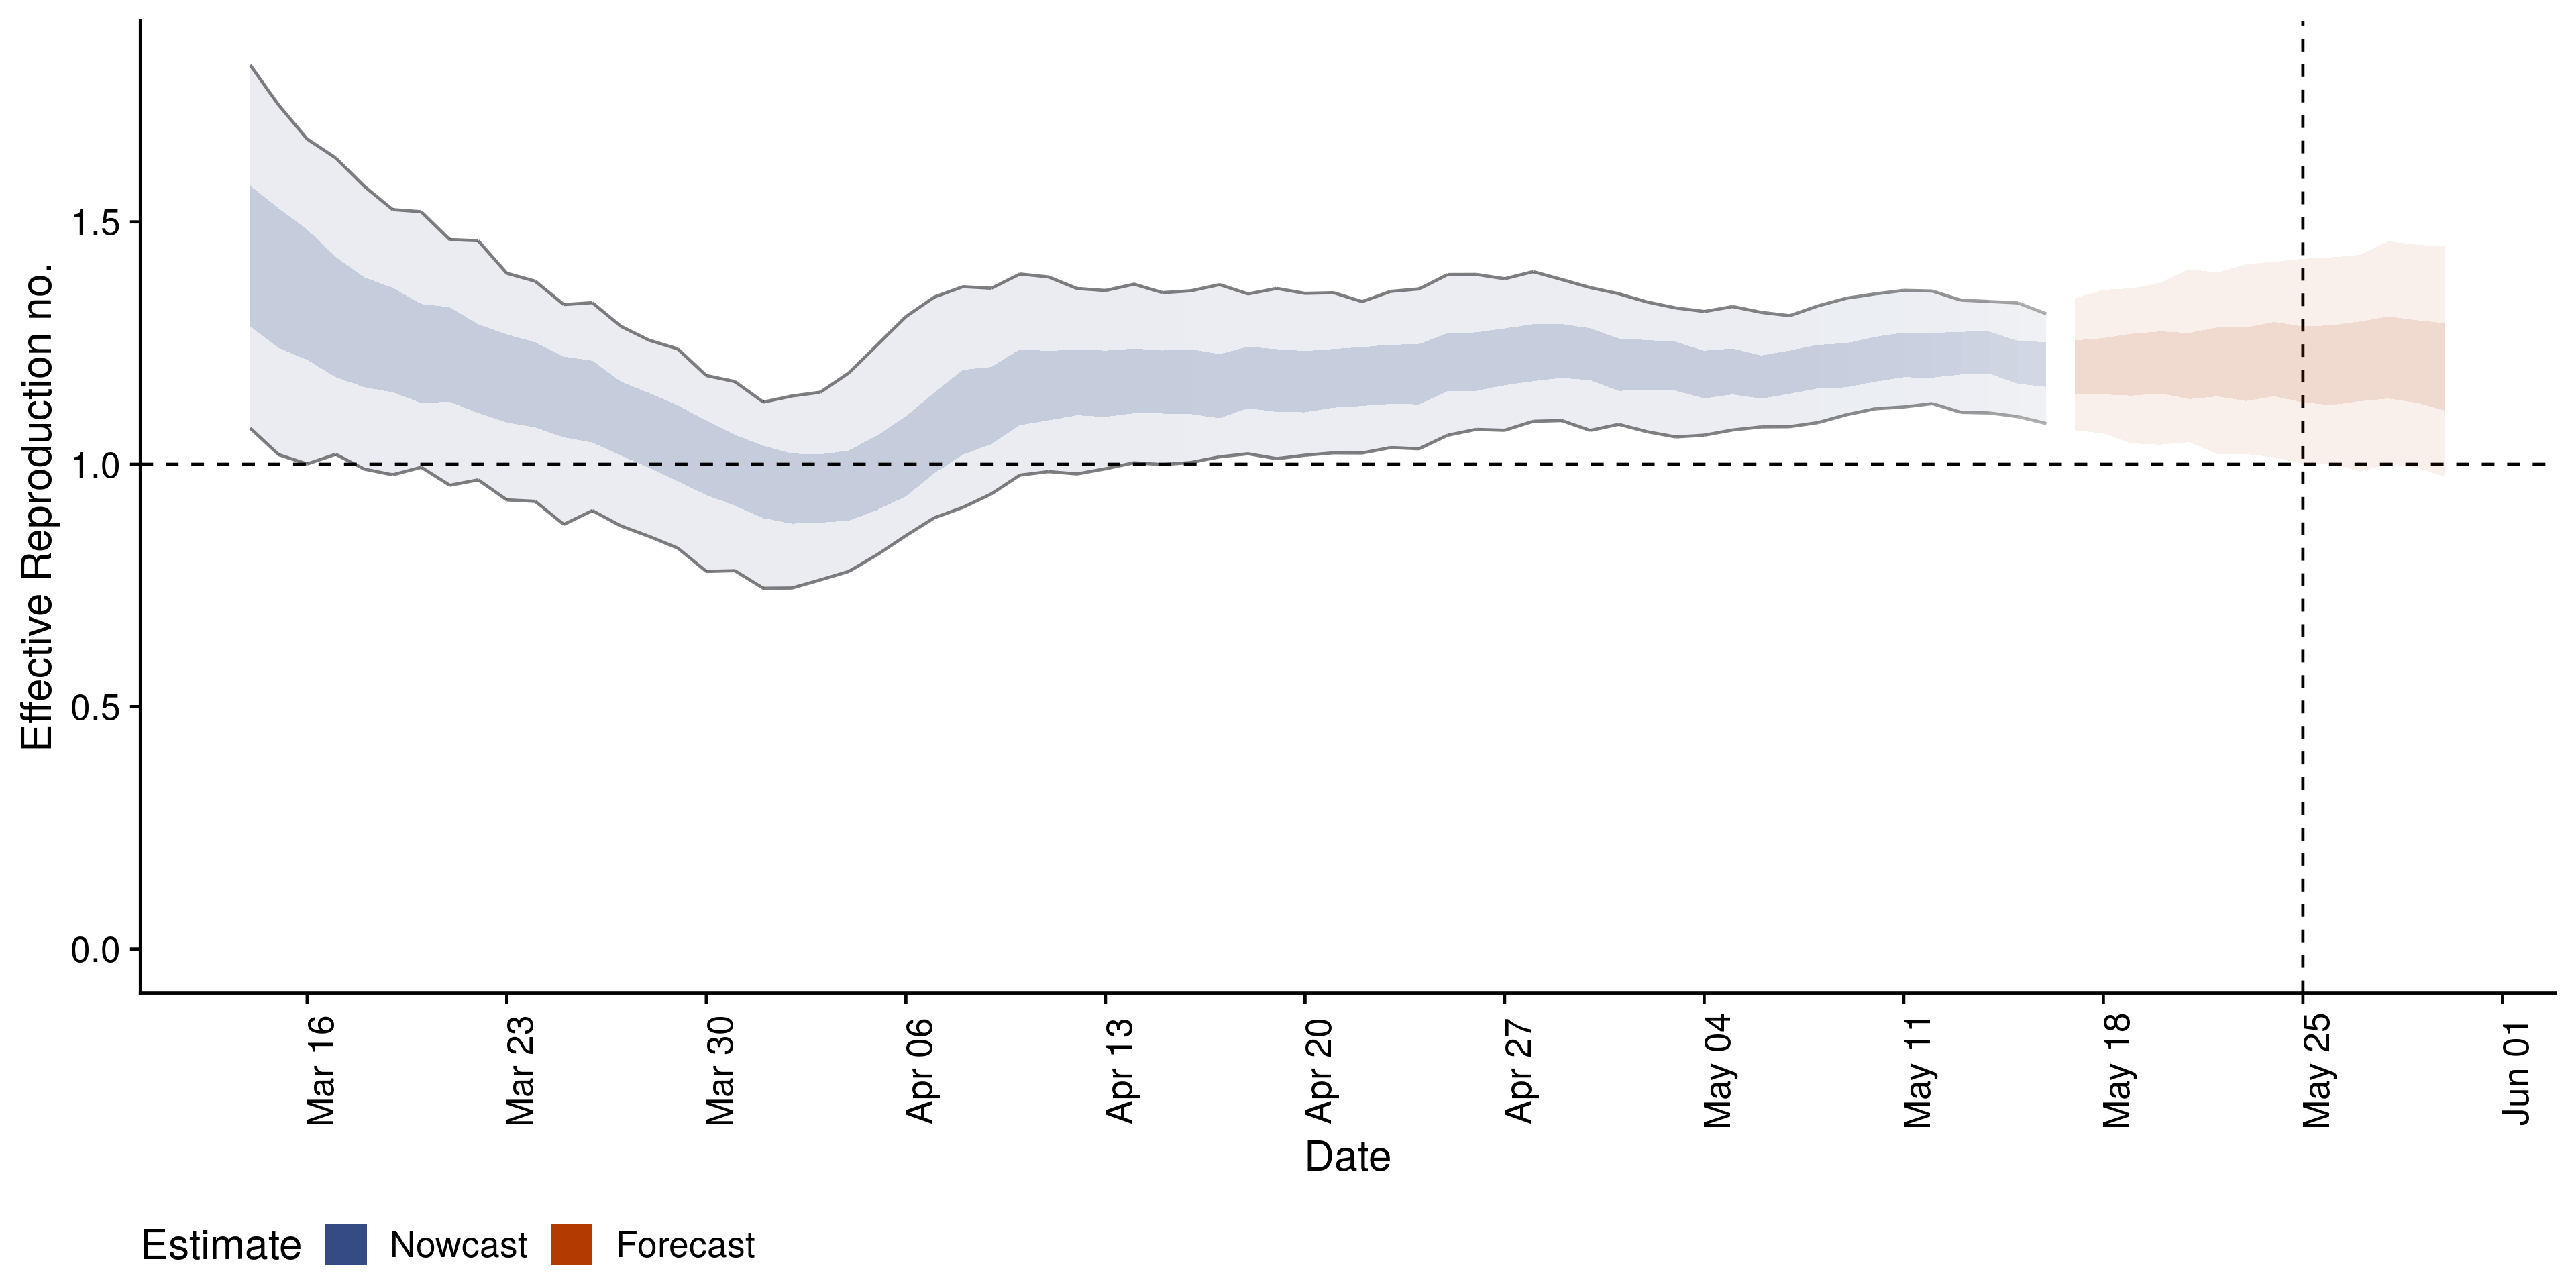 Effective Reproduction no.
1.5
1.0
0.5
0.0
Mar 16
Mar 23
Mar 30
Apr 06
Apr 13
Apr 20
Apr 27
May 04
May 11
May 18
May 25
Jun 01
Date
Estimate Nowcast Forecast